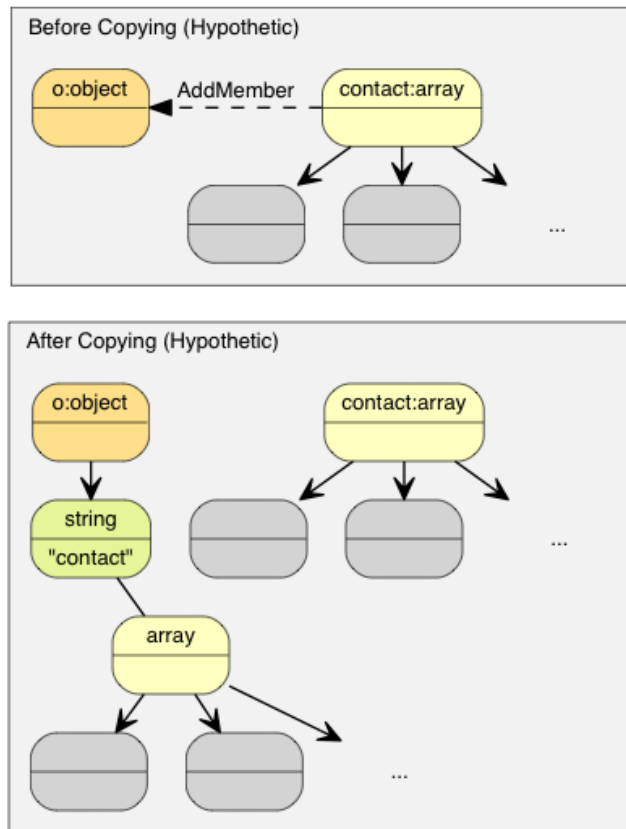 Before Copying (Hypothetic)
o:object
AddMember
contact:array
...
After Copying (Hypothetic)
o:object
contact:array
string
"contact"
...
array
...